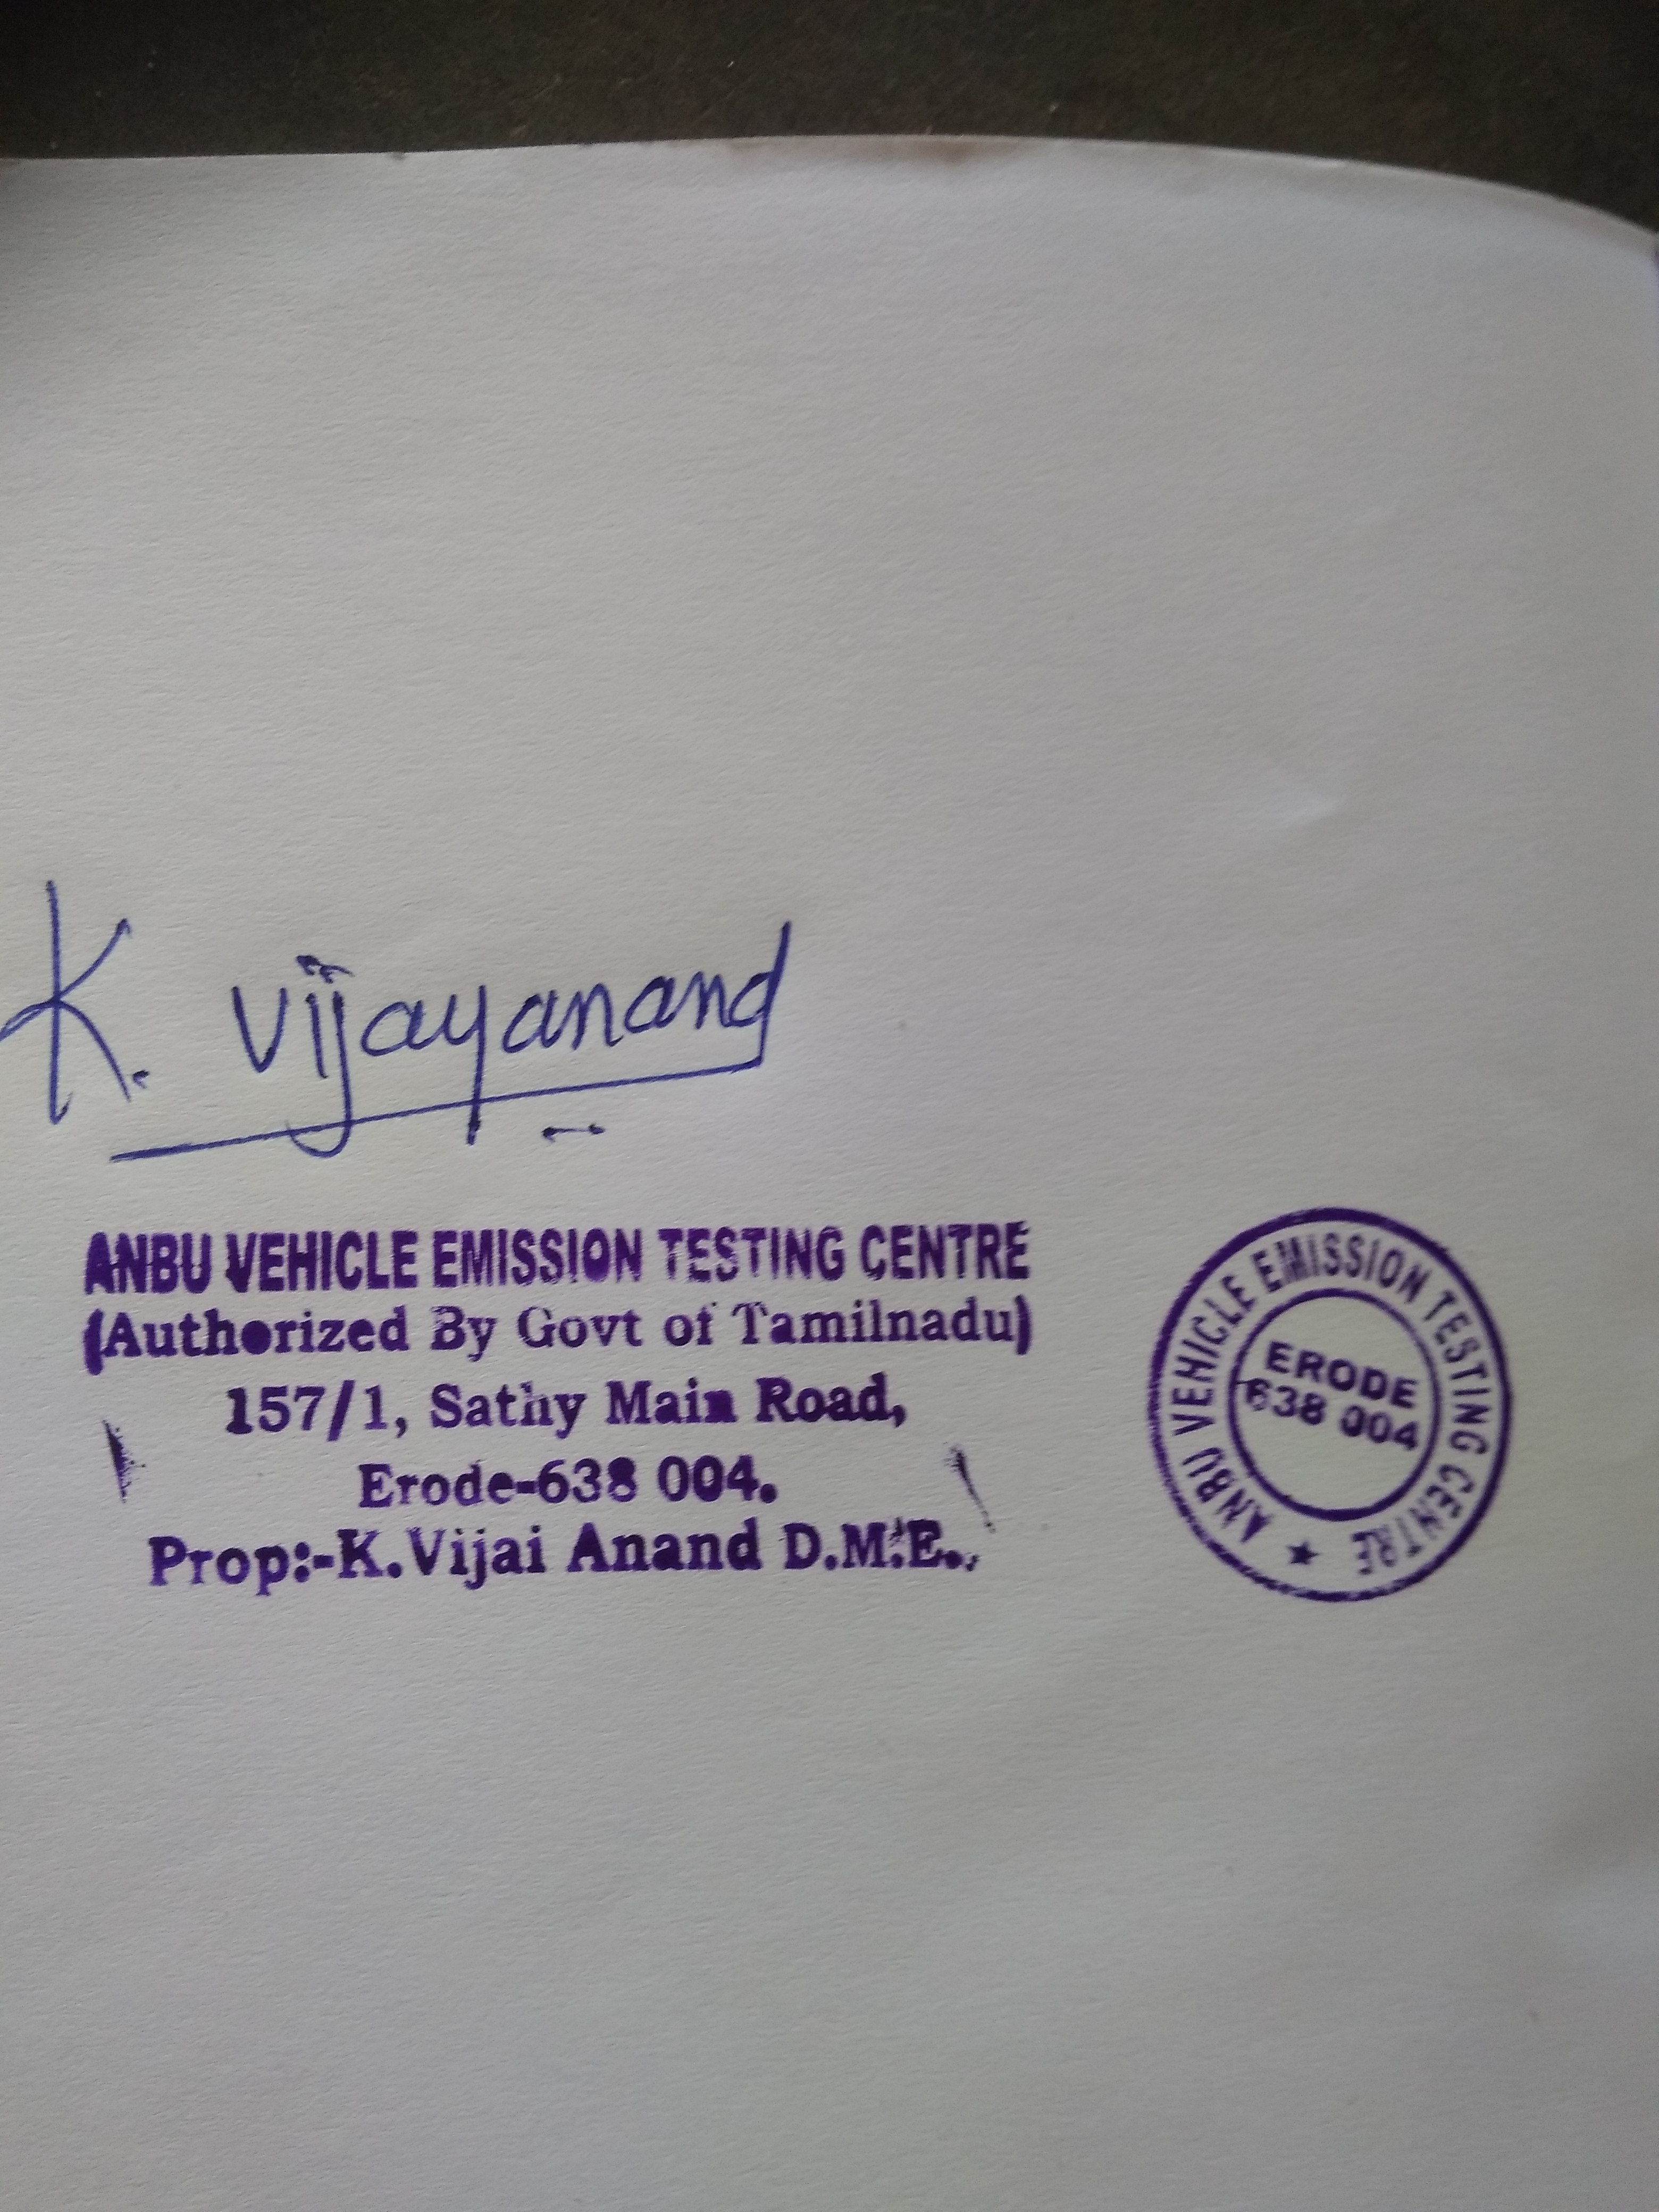 K. Vijayanand
ANBU VEHICLE EMISSION TESTING CENTRE
(Authorized By Govt of Tamilnadu)
157/1, Sathy Main Road,
Erode-638 004.
Prop:-K.Vijai Anand D.M.E.,
ANBU VEHICLE EMISSION TESTING CENTRE ★
ERODE
638 004